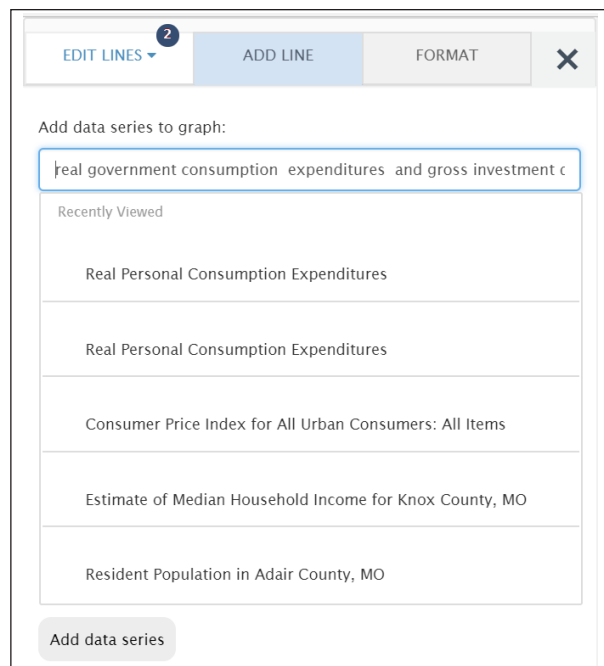 EDIT LINES 2
ADD LINE
FORMAT
Add data series to graph:
real government consumption  expenditures  and gross investment
Recently Viewed
Real Personal Consumption Expenditures
Real Personal Consumption Expenditures
Consumer Price Index for All Urban Consumers: All Items
Estimate of Median Household Income for Knox County, MO
Resident Population in Adair County, MO
Add data series